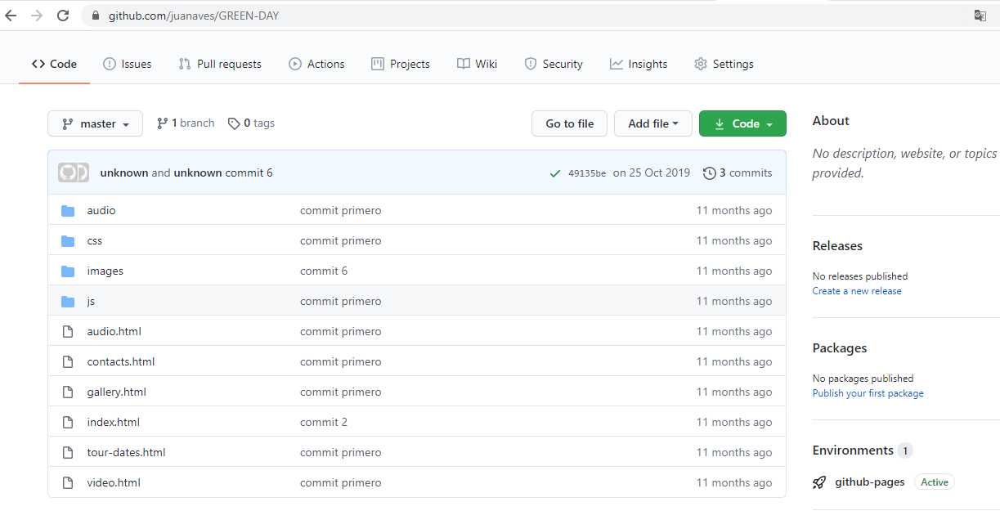 github.com/juanaves/GREEN-DAY
Code Issues Pull requests Actions Projects Wiki Security Insights Settings
master 1 branch 0 tags Go to file Add file Code
unknown and unknown commit 6 49135be on 25 Oct 2019 3 commits
audio commit primero 11 months ago
css commit primero 11 months ago
images commit 6 11 months ago
js commit primero 11 months ago
audio.html commit primero 11 months ago
contacts.html commit primero 11 months ago
gallery.html commit primero 11 months ago
index.html commit 2 11 months ago
tour-dates.html commit primero 11 months ago
video.html commit primero 11 months ago
About
No description, website, or topics
provided.
Releases
No releases published
Create a new release
Packages
No packages published
Publish your first package
Environments 1
github-pages Active